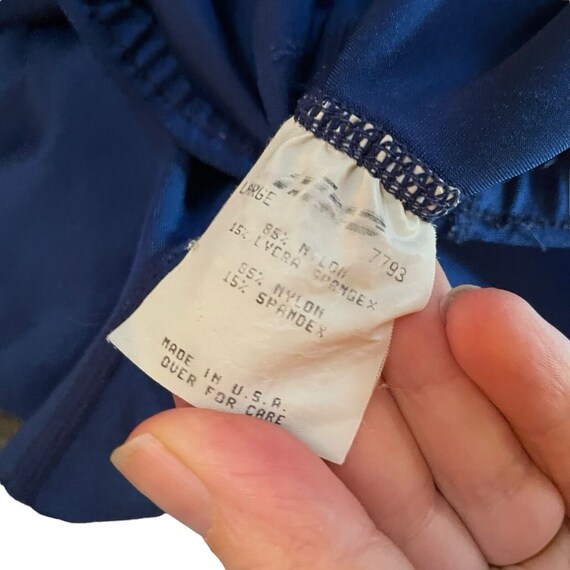 LARGE 7793
85% NYLON
15% LYCRA SPANDEX
85% NYLON
15% SPANDEX
MADE IN U.S.A.
OVER FOR CARE